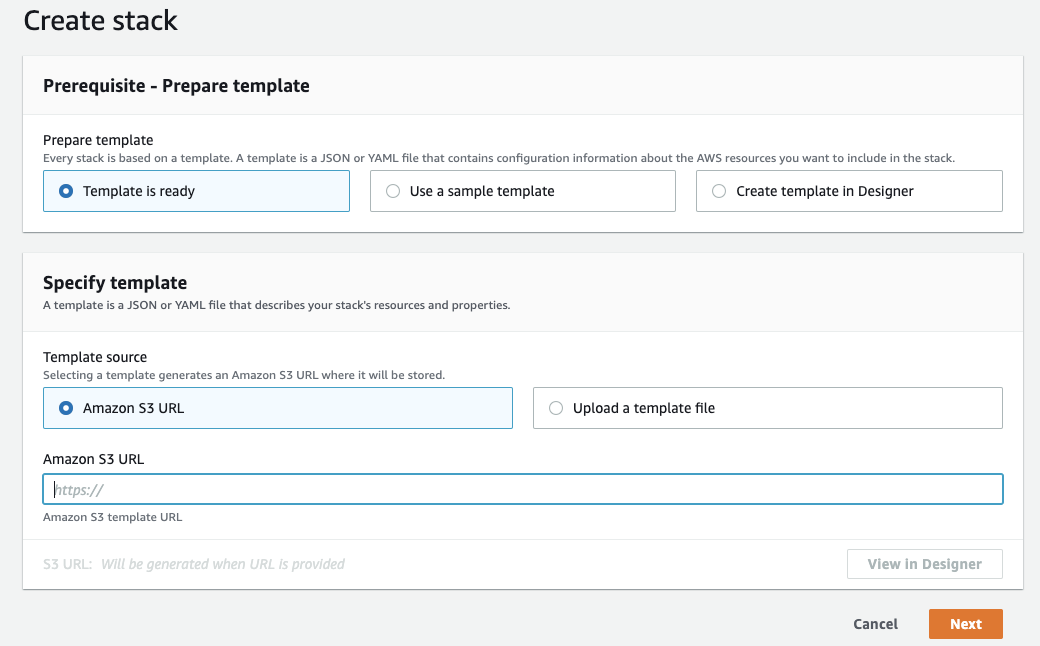 Create stack
Prerequisite - Prepare template
Prepare template
Every stack is based on a template. A template is a JSON or YAML file that contains configuration information about the AWS resources you want to include in the stack.
Template is ready
Use a sample template
Create template in Designer
Specify template
A template is a JSON or YAML file that describes your stack's resources and properties.
Template source
Selecting a template generates an Amazon S3 URL where it will be stored.
Amazon S3 URL
Upload a template file
Amazon S3 URL
https://
Amazon S3 template URL
S3 URL: Will be generated when URL is provided
View in Designer
Cancel
Next